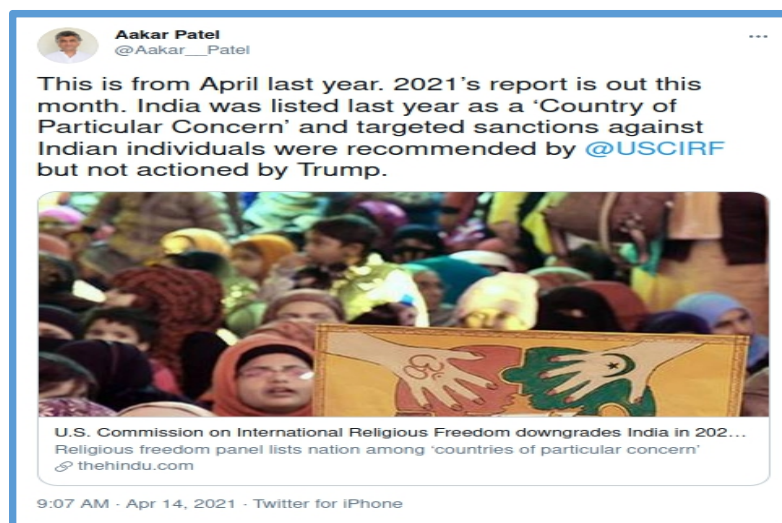 Aakar Patel
@Aakar__Patel
This is from April last year. 2021's report is out this
month. India was listed last year as a 'Country of
Particular Concern' and targeted sanctions against
Indian individuals were recommended by @USCIRF
but not actioned by Trump.
U.S. Commission on International Religious Freedom downgrades India in 202...
Religious freedom panel lists nation among 'countries of particular concern'
thehindu.com
9:07 AM · Apr 14, 2021 · Twitter for iPhone